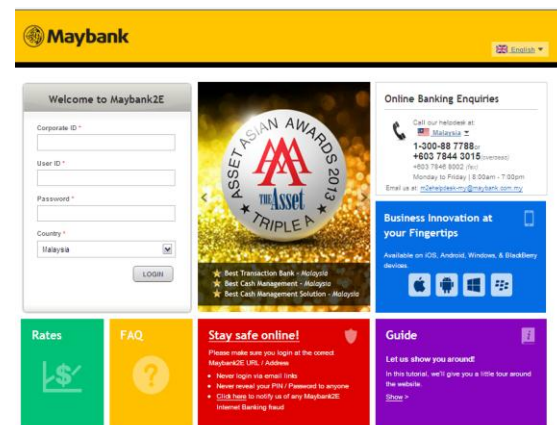 Maybank
English
Welcome to Maybank2E
Corporate ID *
User ID *
Password *
Country *
Malaysia
LOGIN
ASSET ASIAN AWARDS 2013
AAA
THE Asset
TRIPLE A
Best Transaction Bank - Malaysia
Best Cash Management - Malaysia
Best Cash Management Solution - Malaysia
Online Banking Enquiries
Call our helpdesk at:
Malaysia
1-300-88 7788 or
+603 7844 3015 (overseas)
+603 7846 8002 (fax)
Monday to Friday | 8:00am - 7:00pm
Email us at: m2ehelpdesk-my@maybank.com.my
Business Innovation at
your Fingertips
Available on iOS, Android, Windows, & BlackBerry
devices.
Rates
FAQ
Stay safe online!
Please make sure you login at the correct
Maybank2E URL / Address
Never login via email links
Never reveal your PIN / Password to anyone
Click here to notify us of any Maybank2E
Internet Banking fraud
Guide
Let us show you around!
In this tutorial, we'll give you a little tour around
the website.
Show >